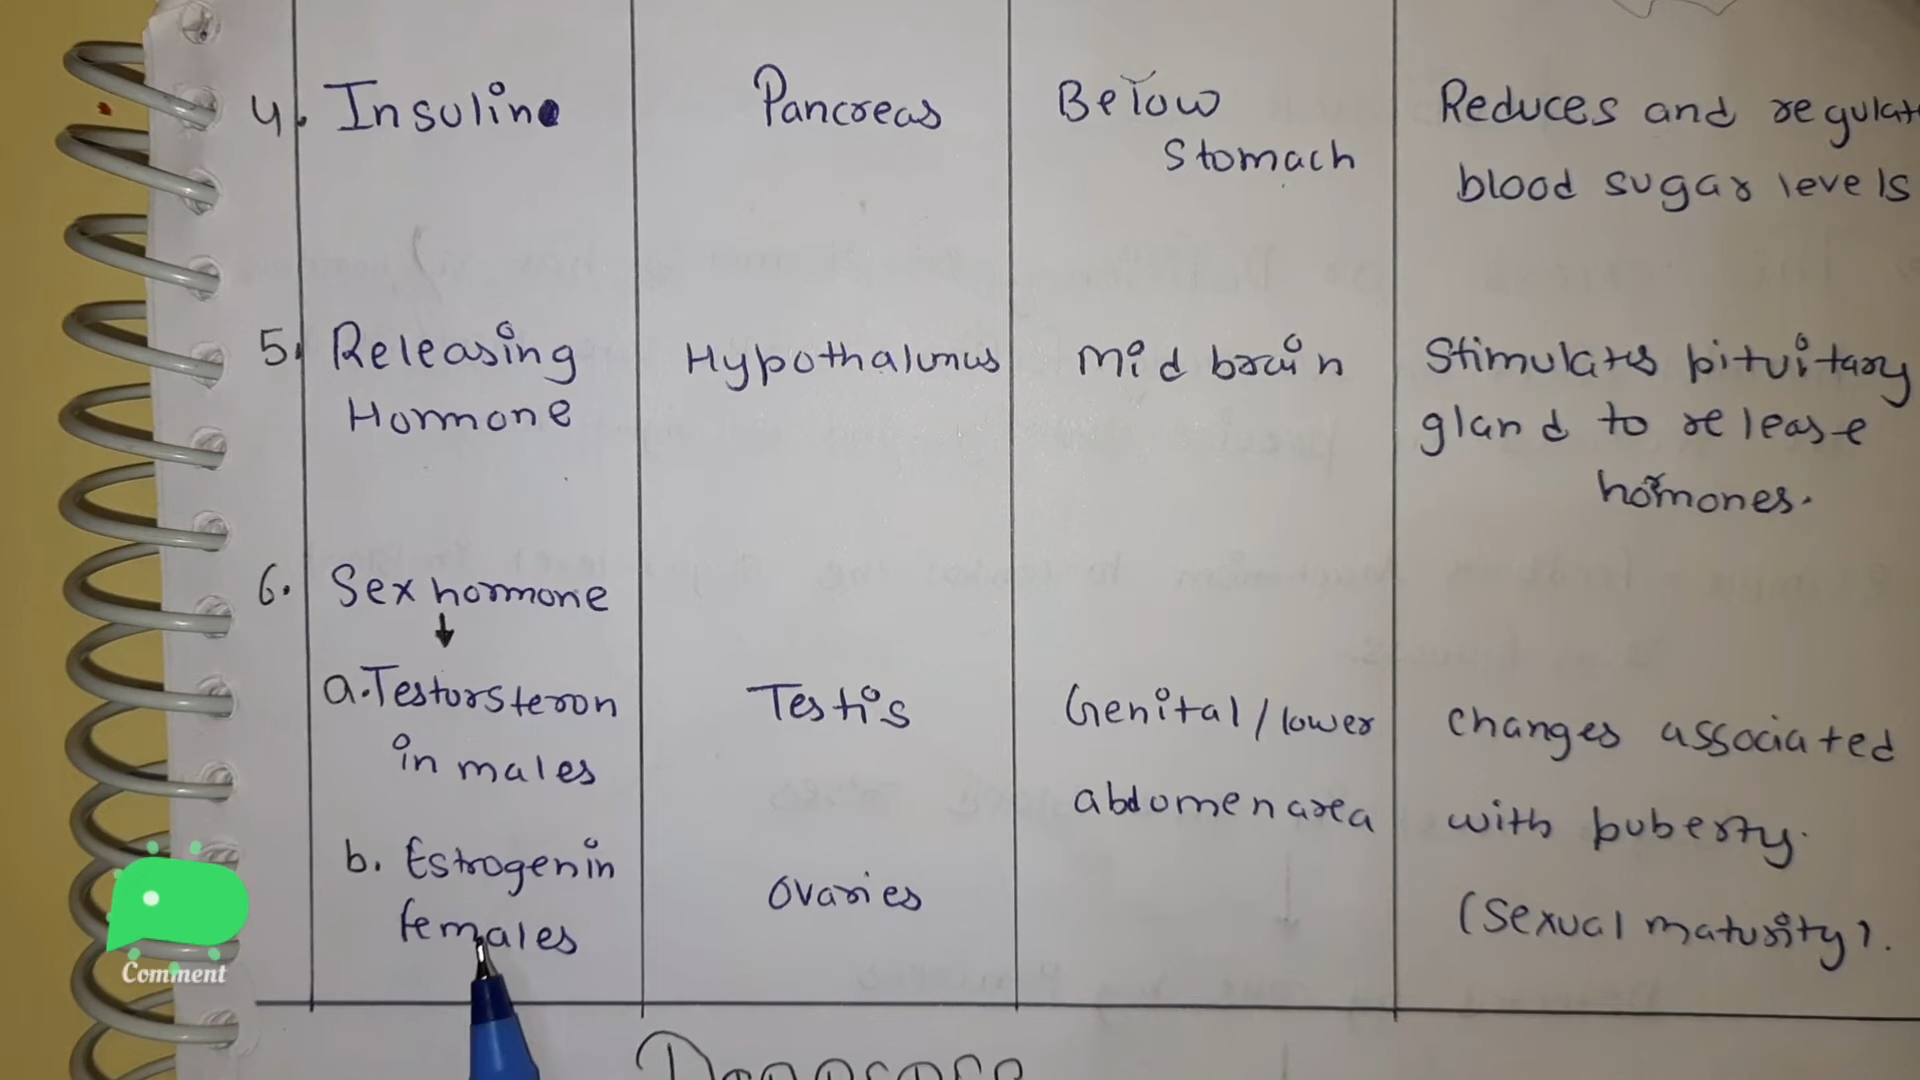 4. Insulin Pancreas Below Reduces and regulat
Stomach blood sugar levels
5. Releasing Hypothalamus Mid brain Stimulates pituitary
Hormone gland to release
hormones.
6. Sex hormone
↓
a. Testorsteron Testis Genital/lower changes associated
in males abdomen area with puberty.
b. Estrogen in ovaries (Sexual maturity).
females
Comment